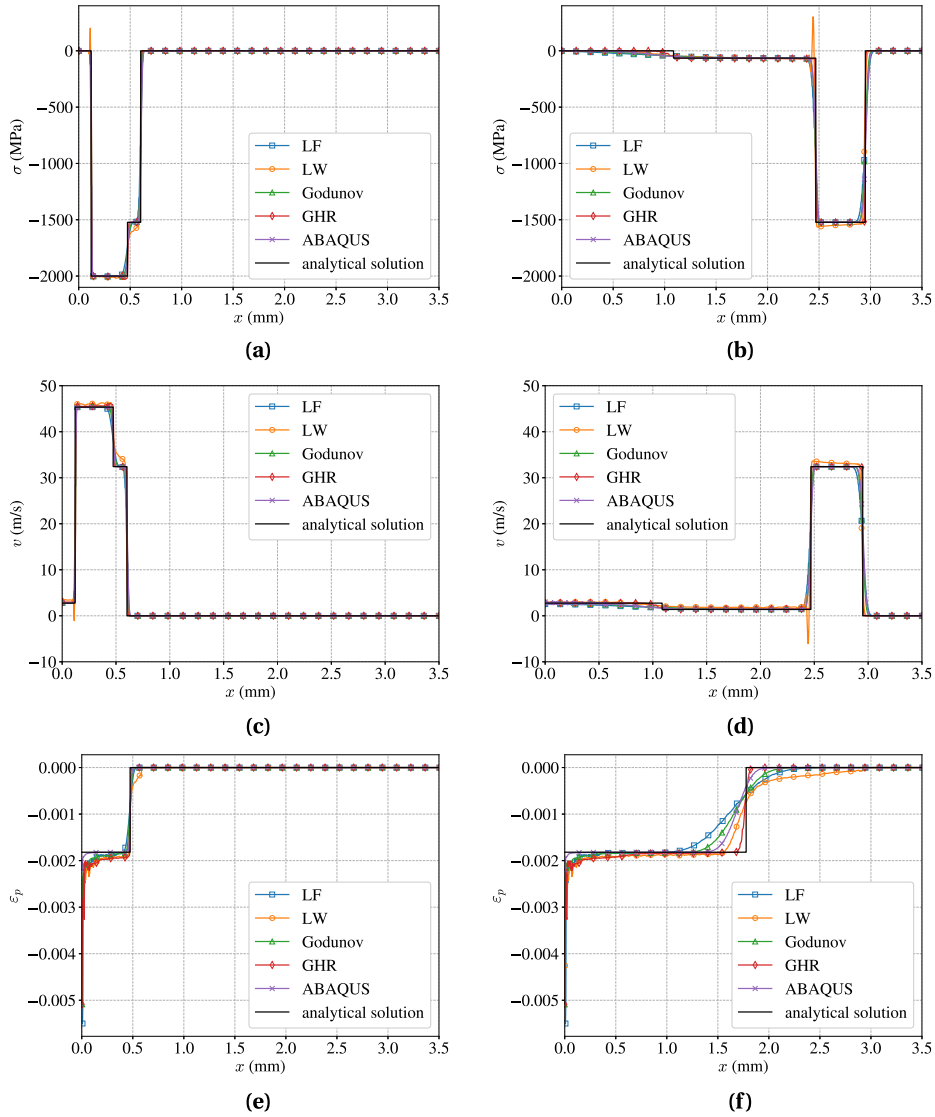 0
−500
−1000
−1500
−2000
σ (MPa)
LF
LW
Godunov
GHR
ABAQUS
analytical solution
0.0 0.5 1.0 1.5 2.0 2.5 3.0 3.5
x (mm)
(a)
0
−500
−1000
−1500
−2000
σ (MPa)
LF
LW
Godunov
GHR
ABAQUS
analytical solution
0.0 0.5 1.0 1.5 2.0 2.5 3.0 3.5
x (mm)
(b)
50
40
30
20
10
0
−10
v (m/s)
LF
LW
Godunov
GHR
ABAQUS
analytical solution
0.0 0.5 1.0 1.5 2.0 2.5 3.0 3.5
x (mm)
(c)
50
40
30
20
10
0
−10
v (m/s)
LF
LW
Godunov
GHR
ABAQUS
analytical solution
0.0 0.5 1.0 1.5 2.0 2.5 3.0 3.5
x (mm)
(d)
0.000
−0.001
−0.002
−0.003
−0.004
−0.005
εp
LF
LW
Godunov
GHR
ABAQUS
analytical solution
0.0 0.5 1.0 1.5 2.0 2.5 3.0 3.5
x (mm)
(e)
0.000
−0.001
−0.002
−0.003
−0.004
−0.005
εp
LF
LW
Godunov
GHR
ABAQUS
analytical solution
0.0 0.5 1.0 1.5 2.0 2.5 3.0 3.5
x (mm)
(f)